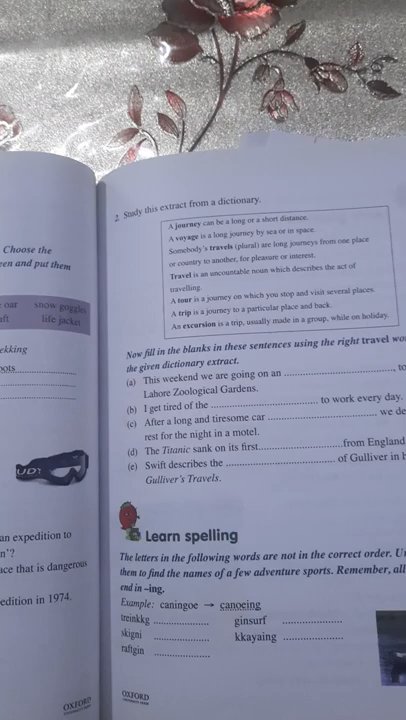 Choose the
een and put them
oar snow goggles
aft life jacket
ekking
oots
UD
an expedition to
n'?
ace that is dangerous
edition in 1974.
OXFORD
2. Study this extract from a dictionary.
A journey can be a long or a short distance.
A voyage is a long journey by sea or in space.
Somebody's travels (plural) are long journeys from one place
or country to another, for pleasure or interest.
Travel is an uncountable noun which describes the act of
travelling.
A tour is a journey on which you stop and visit several places.
A trip is a journey to a particular place and back.
An excursion is a trip, usually made in a group, while on holiday.
Now fill in the blanks in these sentences using the right travel wo
the given dictionary extract.
(a) This weekend we are going on an ........................ , to
Lahore Zoological Gardens.
(b) I get tired of the ........................ to work every day.
(c) After a long and tiresome car ........................ we de
rest for the night in a motel.
(d) The Titanic sank on its first ........................ from England
(e) Swift describes the ........................ of Gulliver in h
Gulliver's Travels.
Learn spelling
The letters in the following words are not in the correct order. U
them to find the names of a few adventure sports. Remember, all
end in –ing.
Example: caningoe → canoeing
treinkkg .................. ginsurf ..................
skigni .................. kkayaing ..................
raftgin ..................
OXFORD
UNIVERSITY PRESS